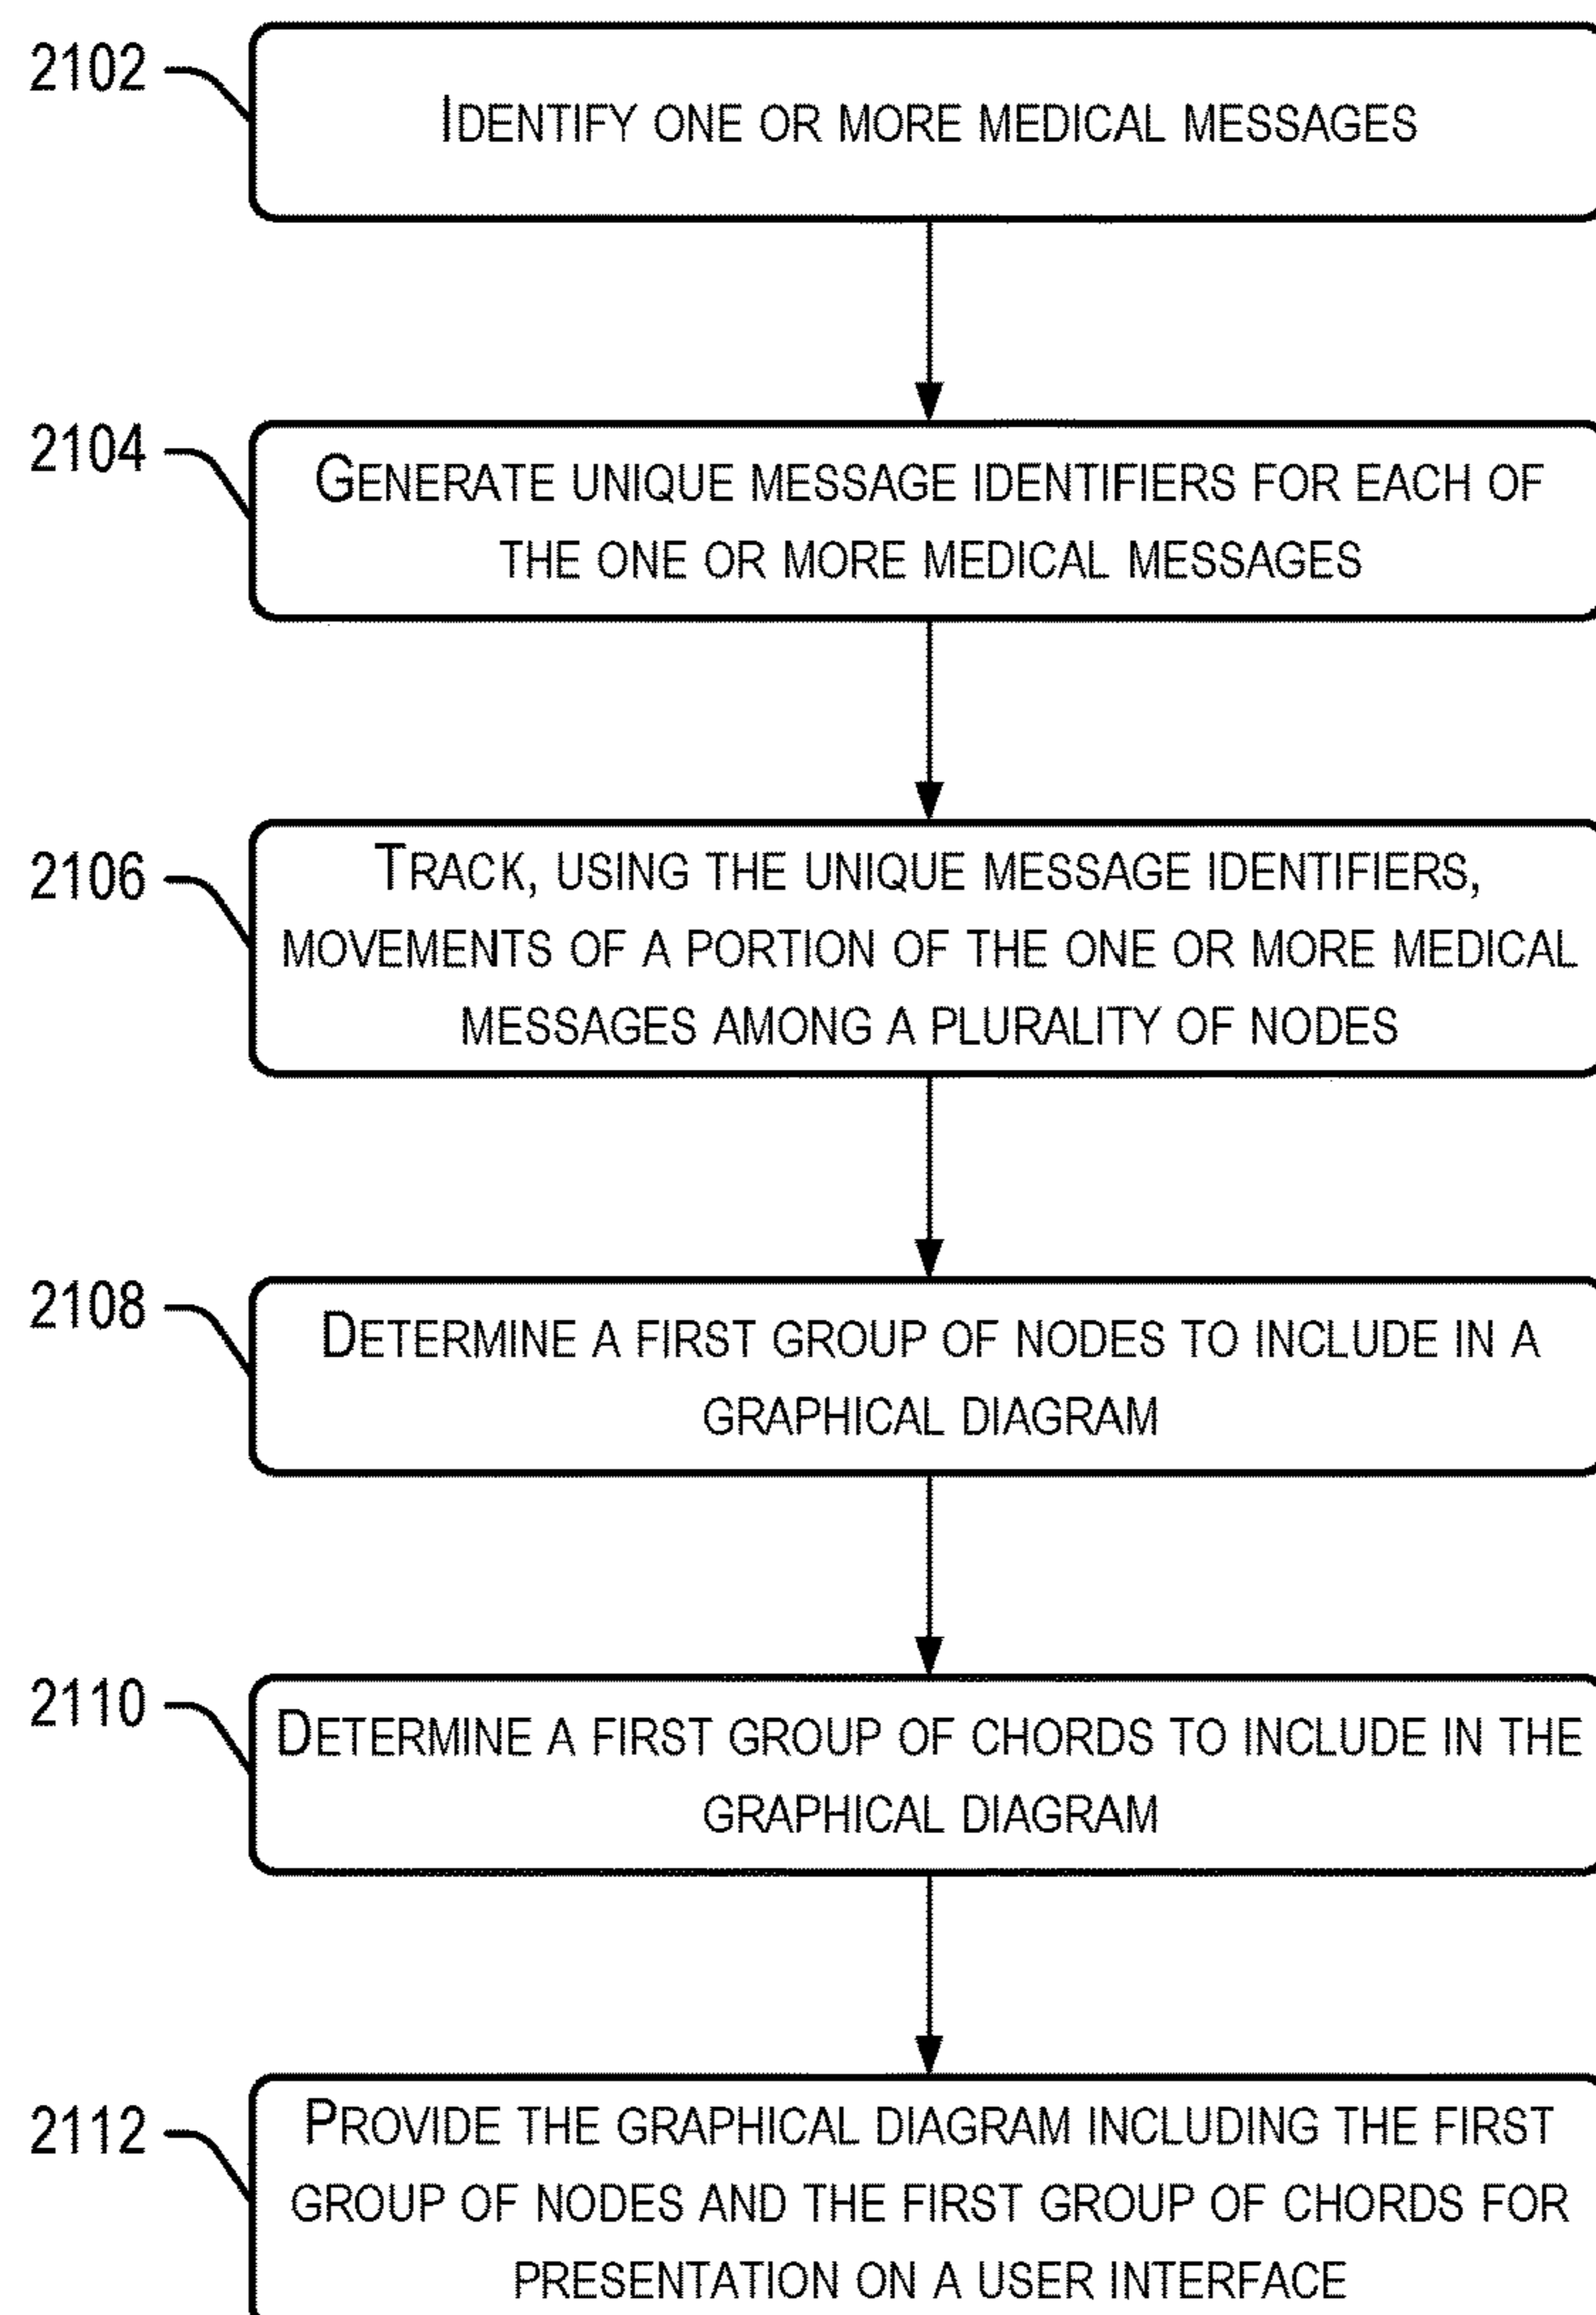 2102
IDENTIFY ONE OR MORE MEDICAL MESSAGES
2104
GENERATE UNIQUE MESSAGE IDENTIFIERS FOR EACH OF
THE ONE OR MORE MEDICAL MESSAGES
2106
TRACK, USING THE UNIQUE MESSAGE IDENTIFIERS,
MOVEMENTS OF A PORTION OF THE ONE OR MORE MEDICAL
MESSAGES AMONG A PLURALITY OF NODES
2108
DETERMINE A FIRST GROUP OF NODES TO INCLUDE IN A
GRAPHICAL DIAGRAM
2110
DETERMINE A FIRST GROUP OF CHORDS TO INCLUDE IN THE
GRAPHICAL DIAGRAM
2112
PROVIDE THE GRAPHICAL DIAGRAM INCLUDING THE FIRST
GROUP OF NODES AND THE FIRST GROUP OF CHORDS FOR
PRESENTATION ON A USER INTERFACE